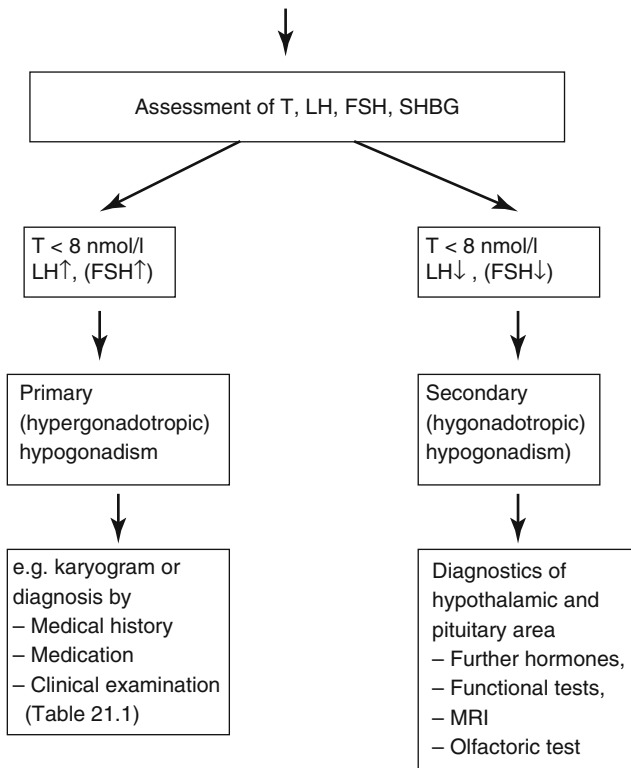 Assessment of T, LH, FSH, SHBG
T < 8 nmol/l
LH↑, (FSH↑)
T < 8 nmol/l
LH↓ , (FSH↓)
Primary
(hypergonadotropic)
hypogonadism
Secondary
(hygonadotropic)
hypogonadism)
e.g. karyogram or
diagnosis by
– Medical history
– Medication
– Clinical examination
(Table 21.1)
Diagnostics of
hypothalamic and
pituitary area
– Further hormones,
– Functional tests,
– MRI
– Olfactoric test